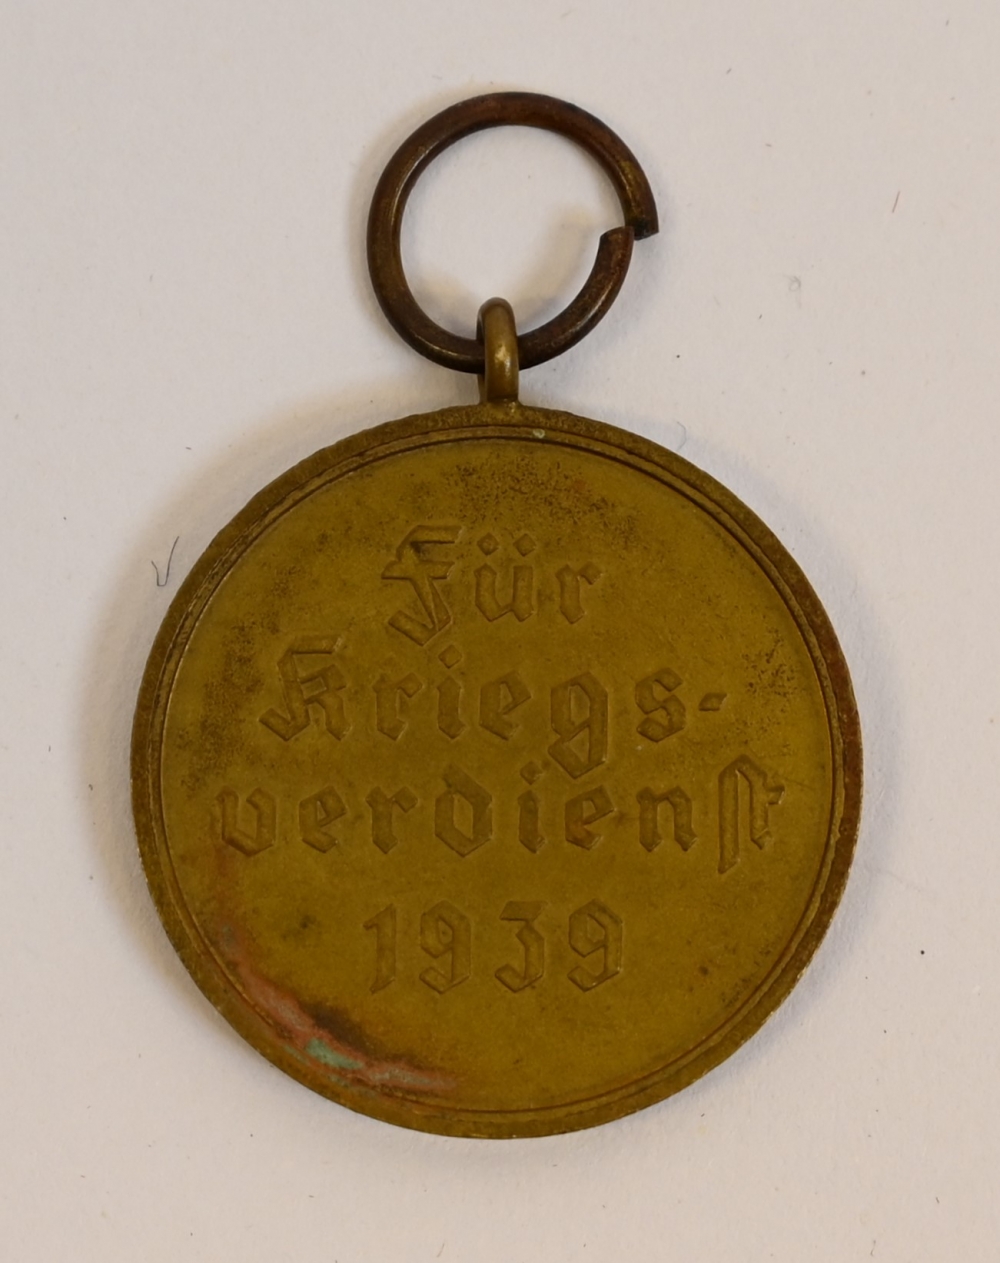 Für
Kriegs-
verdienst
1939